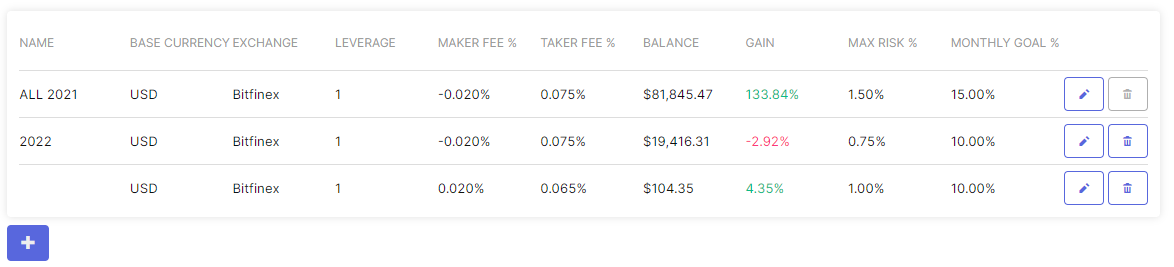 NAME BASE CURRENCY EXCHANGE LEVERAGE MAKER FEE % TAKER FEE % BALANCE GAIN MAX RISK % MONTHLY GOAL %
ALL 2021 USD Bitfinex 1 -0.020% 0.075% $81,845.47 133.84% 1.50% 15.00%
2022 USD Bitfinex 1 -0.020% 0.075% $19,416.31 -2.92% 0.75% 10.00%
USD Bitfinex 1 0.020% 0.065% $104.35 4.35% 1.00% 10.00%